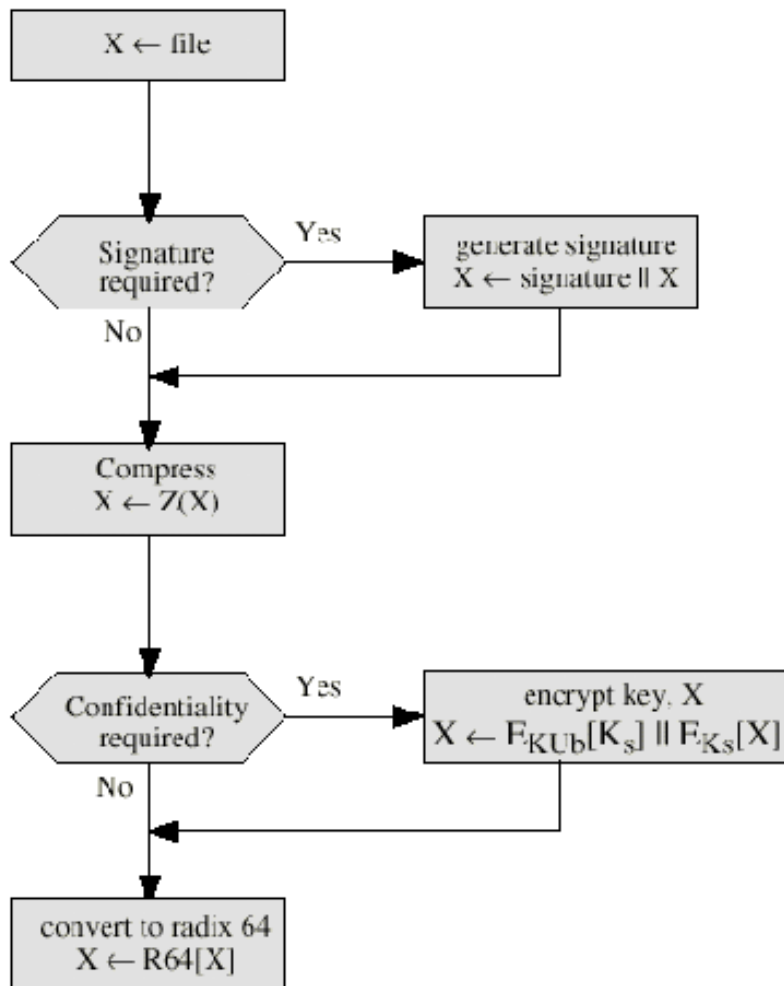 X ← file
Signature
required?
Yes
generate signature
X ← signature || X
No
Compress
X ← Z(X)
Confidentiality
required?
Yes
encrypt key, X
X ← E_KUb[K_s] || E_Ks[X]
No
convert to radix 64
X ← R64[X]